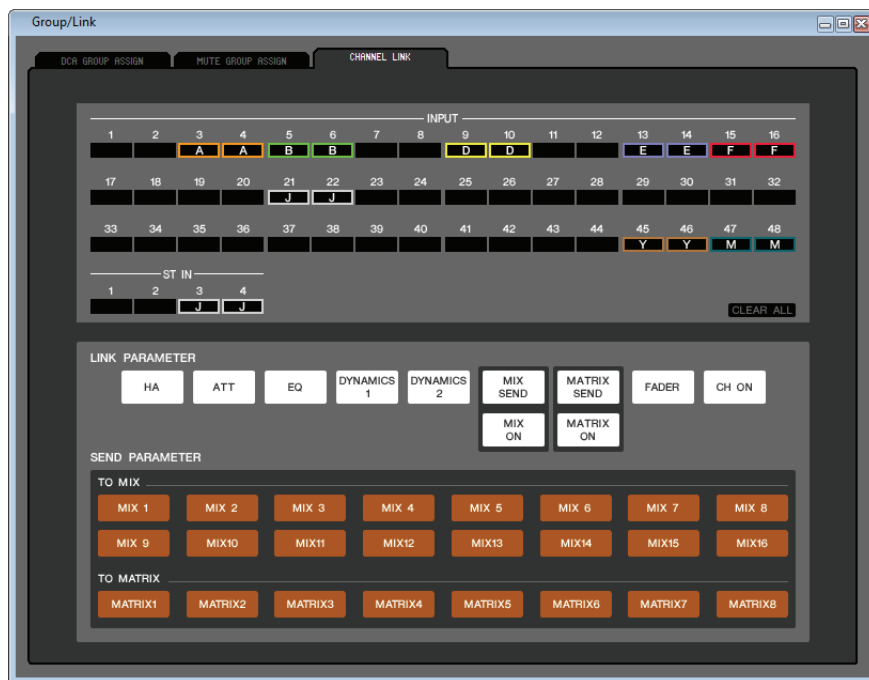 Group/Link
DCA GROUP ASSIGN MUTE GROUP ASSIGN CHANNEL LINK
INPUT
1 2 3 4 5 6 7 8 9 10 11 12 13 14 15 16
A A B B D D E E F F
17 18 19 20 21 22 23 24 25 26 27 28 29 30 31 32
J J
33 34 35 36 37 38 39 40 41 42 43 44 45 46 47 48
Y Y M M
ST IN
1 2 3 4
J J
CLEAR ALL
LINK PARAMETER
HA ATT EQ DYNAMICS 1 DYNAMICS 2 MIX SEND MATRIX SEND FADER CH ON
MIX ON MATRIX ON
SEND PARAMETER
TO MIX
MIX 1 MIX 2 MIX 3 MIX 4 MIX 5 MIX 6 MIX 7 MIX 8
MIX 9 MIX10 MIX11 MIX12 MIX13 MIX14 MIX15 MIX16
TO MATRIX
MATRIX1 MATRIX2 MATRIX3 MATRIX4 MATRIX5 MATRIX6 MATRIX7 MATRIX8